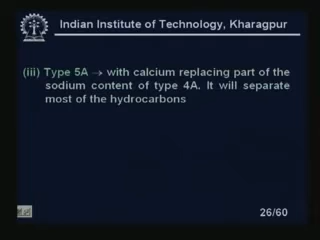 Indian Institute of Technology, Kharagpur
(iii) Type 5A → with calcium replacing part of the
sodium content of type 4A. It will separate
most of the hydrocarbons
26/60